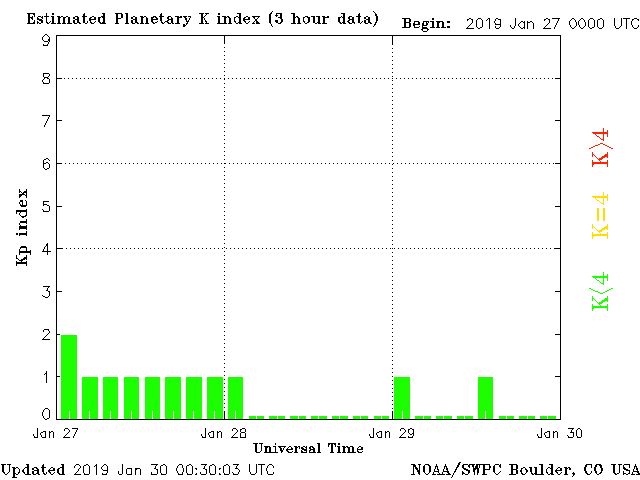 Estimated Planetary K index (3 hour data) Begin: 2019 Jan 27 0000 UTC
9
8
7
6
5
4
3
2
1
0
Kp index
K>4
K=4
K<4
Jan 27 Jan 28 Jan 29 Jan 30
Universal Time
Updated 2019 Jan 30 00:30:03 UTC NOAA/SWPC Boulder, CO USA